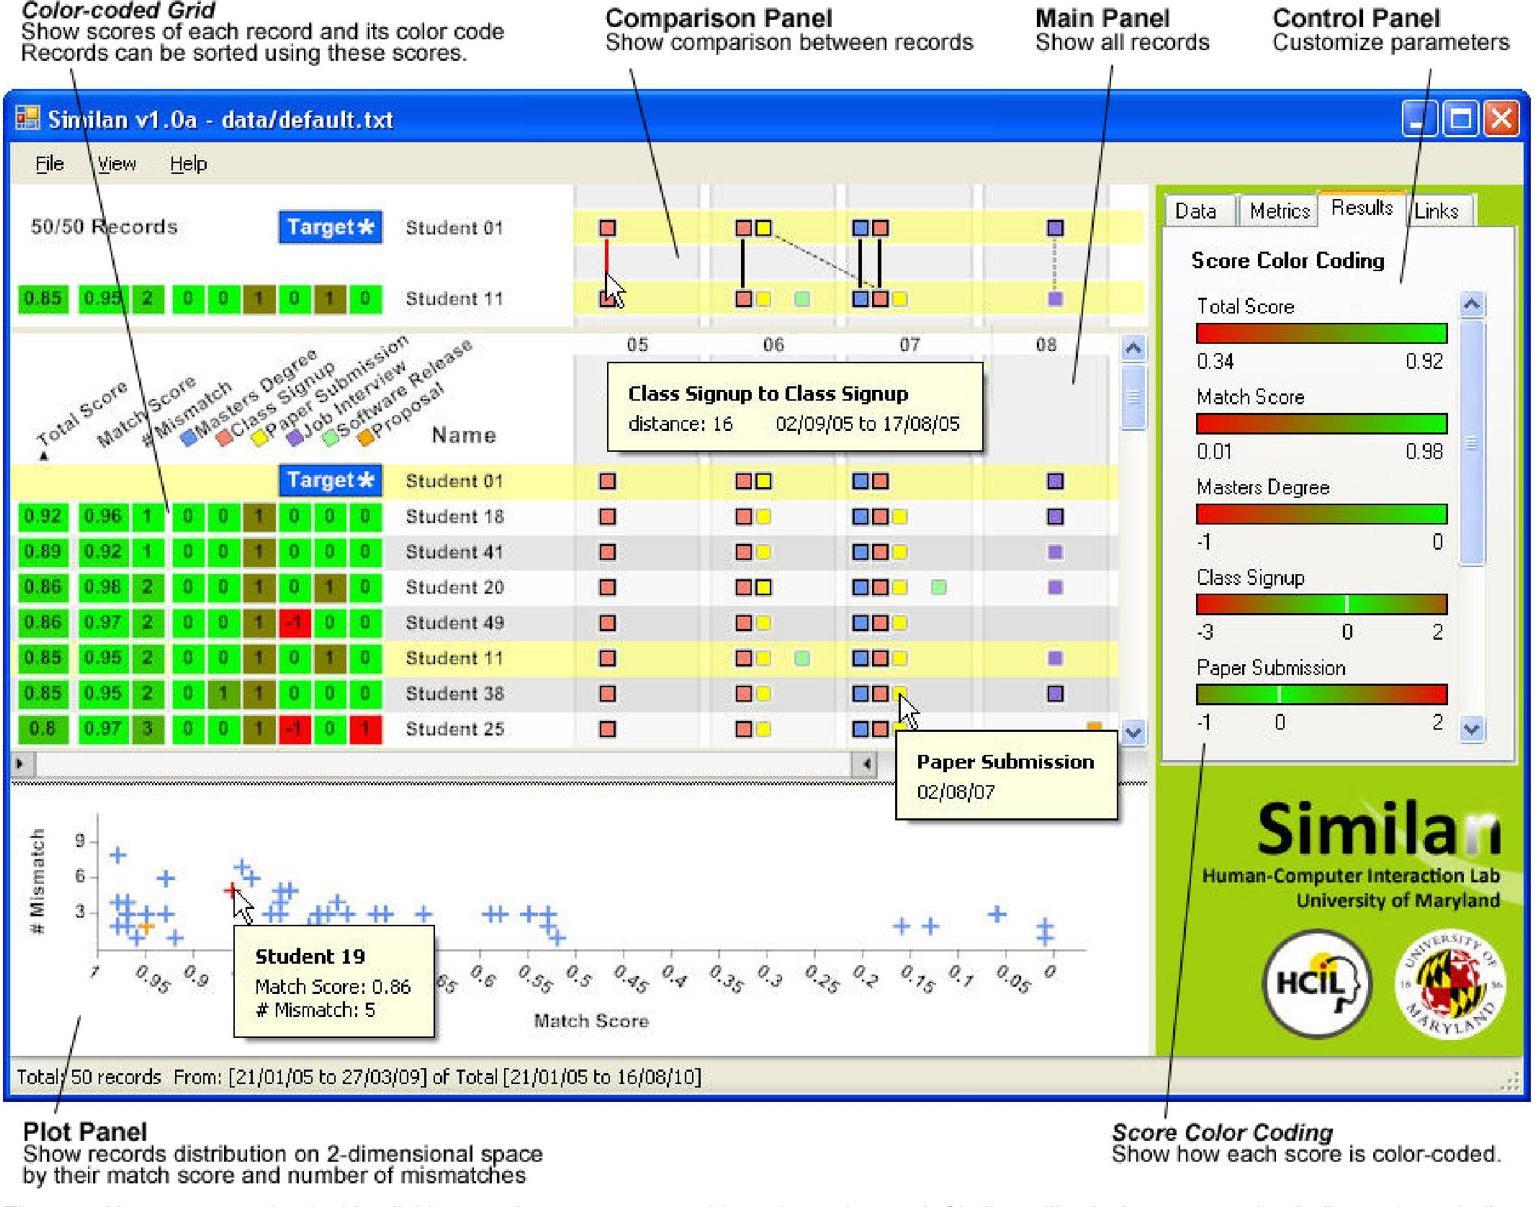 Color-coded Grid
Show scores of each record and its color code
Records can be sorted using these scores.
Comparison Panel
Show comparison between records
Main Panel
Show all records
Control Panel
Customize parameters
Similan v1.0a - data/default.txt
File View Help
50/50 Records Target* Student 01
0.85 0.95 2 0 0 1 0 1 0 Student 11
05 06 07 08
Total Score
Match Score
# Mismatch
Masters Degree
Class Signup
Paper Submission
Job Interview
Software Release
Proposal
Name
Class Signup to Class Signup
distance: 16 02/09/05 to 17/08/05
Target* Student 01
0.92 0.96 1 0 0 1 0 0 0 Student 18
0.89 0.92 1 0 0 1 0 0 0 Student 41
0.86 0.98 2 0 0 1 0 1 0 Student 20
0.86 0.97 2 0 0 1 -1 0 0 Student 49
0.85 0.95 2 0 0 1 0 1 0 Student 11
0.85 0.95 2 0 1 1 0 0 0 Student 38
0.8 0.97 3 0 0 1 -1 0 1 Student 25
Paper Submission
02/08/07
Data Metrics Results Links
Score Color Coding
Total Score
0.34 0.92
Match Score
0.01 0.98
Masters Degree
-1 0
Class Signup
-3 0 2
Paper Submission
-1 0 2
# Mismatch
9
6
3
1 0.95 0.9 65 0.6 0.55 0.5 0.45 0.4 0.35 0.3 0.25 0.2 0.15 0.1 0.05 0
Match Score
Student 19
Match Score: 0.86
# Mismatch: 5
Similan
Human-Computer Interaction Lab
University of Maryland
HCIL
UNIVERSITY OF
18 56
MARYLAND
Total: 50 records From: [21/01/05 to 27/03/09] of Total [21/01/05 to 16/08/10]
Plot Panel
Show records distribution on 2-dimensional space
by their match score and number of mismatches
Score Color Coding
Show how each score is color-coded.